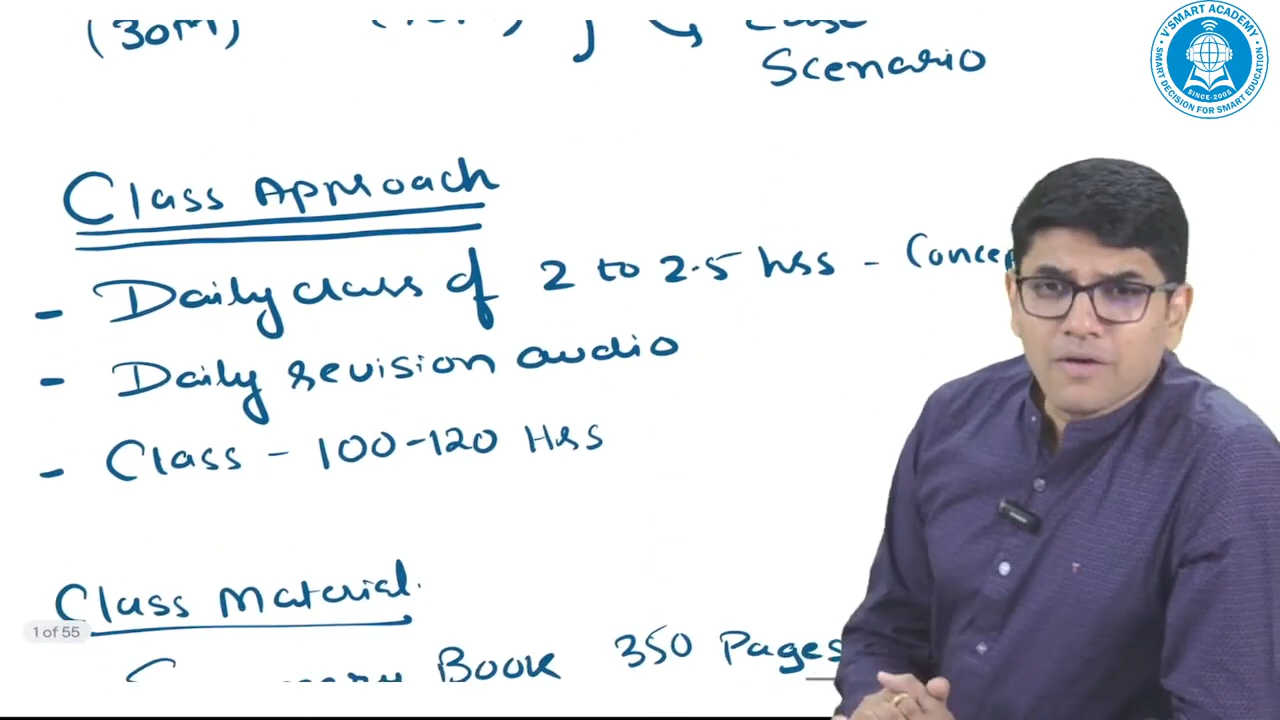 (30M)
Scenario
Class Approach
- Daily class of 2 to 2.5 hrs - Concep
- Daily revision audio
- Class - 100-120 Hrs
Class Material.
1 of 55
Book 350 Pages
V'SMART ACADEMY
SINCE-2005
SMART DECISION FOR SMART EDUCATION